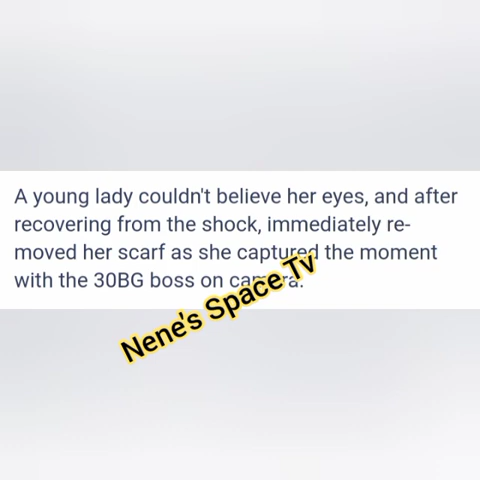 A young lady couldn't believe her eyes, and after
recovering from the shock, immediately re-
moved her scarf as she captured the moment
with the 30BG boss on camera.
Nene's Space Tv